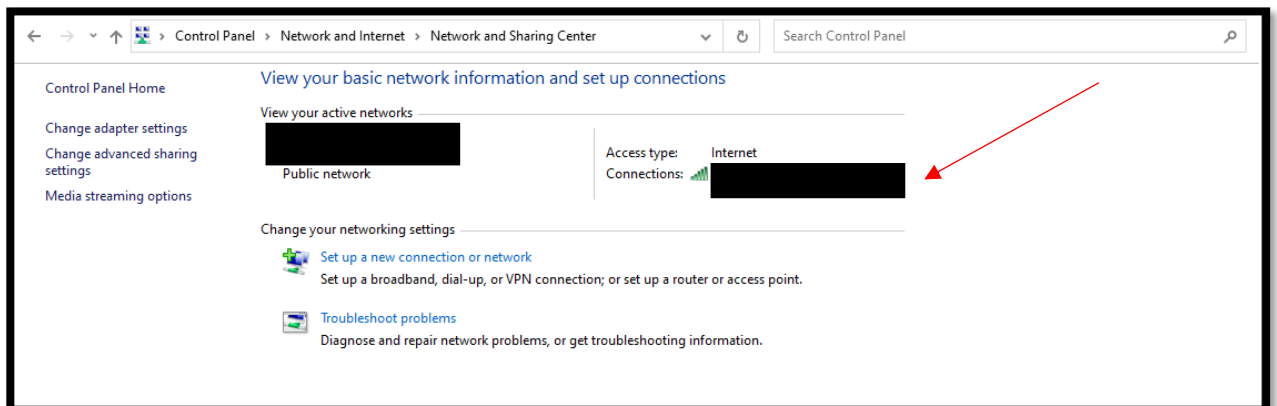 Control Panel > Network and Internet > Network and Sharing Center
Search Control Panel
Control Panel Home
Change adapter settings
Change advanced sharing
settings
Media streaming options
View your basic network information and set up connections
View your active networks
Public network
Access type: Internet
Connections:
Change your networking settings
Set up a new connection or network
Set up a broadband, dial-up, or VPN connection; or set up a router or access point.
Troubleshoot problems
Diagnose and repair network problems, or get troubleshooting information.